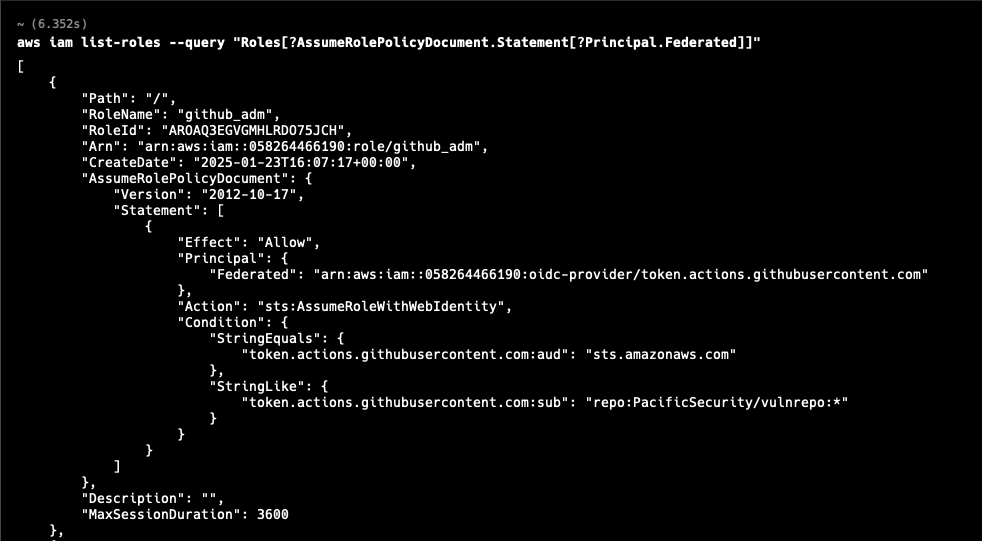 ~ (6.352s)
aws iam list-roles --query "Roles[?AssumeRolePolicyDocument.Statement[?Principal.Federated]]"
[
    {
        "Path": "/",
        "RoleName": "github_adm",
        "RoleId": "AROAQ3EGVGMHLRDO75JCH",
        "Arn": "arn:aws:iam::058264466190:role/github_adm",
        "CreateDate": "2025-01-23T16:07:17+00:00",
        "AssumeRolePolicyDocument": {
            "Version": "2012-10-17",
            "Statement": [
                {
                    "Effect": "Allow",
                    "Principal": {
                        "Federated": "arn:aws:iam::058264466190:oidc-provider/token.actions.githubusercontent.com"
                    },
                    "Action": "sts:AssumeRoleWithWebIdentity",
                    "Condition": {
                        "StringEquals": {
                            "token.actions.githubusercontent.com:aud": "sts.amazonaws.com"
                        },
                        "StringLike": {
                            "token.actions.githubusercontent.com:sub": "repo:PacificSecurity/vulnrepo:*"
                        }
                    }
                }
            ]
        },
        "Description": "",
        "MaxSessionDuration": 3600
    },